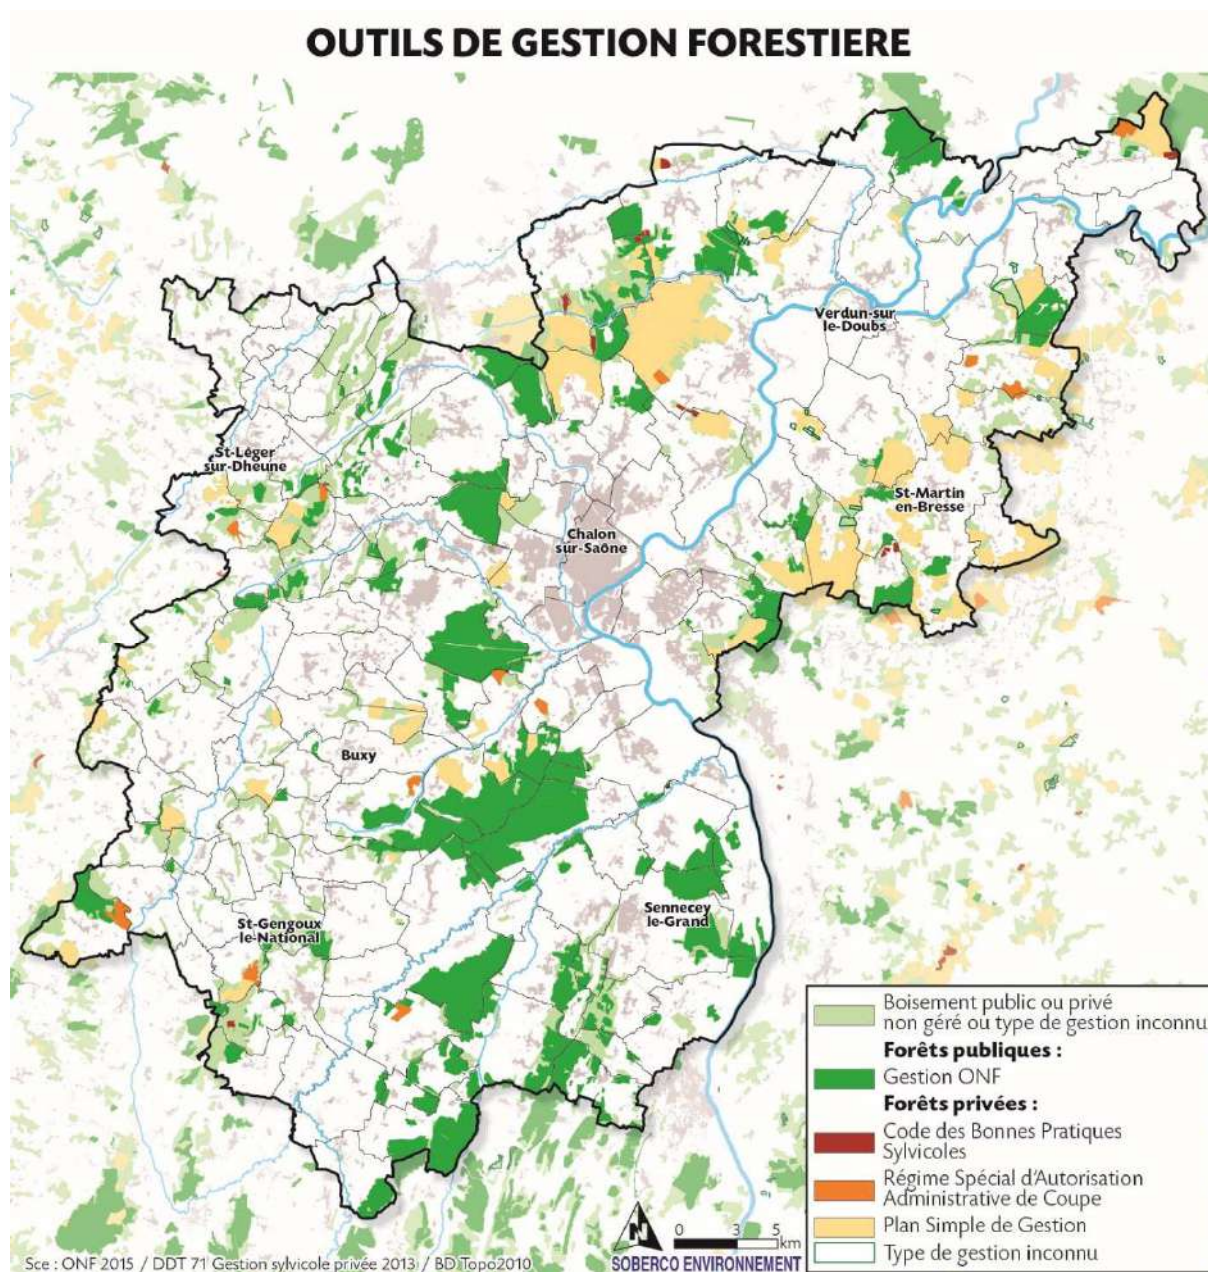 OUTILS DE GESTION FORESTIERE
Verdun-sur
le-Doubs
St-Léger
sur-Dheune
St-Martin
en-Bresse
Chalon
sur-Saône
Buxy
Sennecey
le-Grand
St-Gengoux
le-National
Boisement public ou privé
non géré ou type de gestion inconnu
Forêts publiques :
Gestion ONF
Forêts privées :
Code des Bonnes Pratiques
Sylvicoles
Régime Spécial d'Autorisation
Administrative de Coupe
Plan Simple de Gestion
Type de gestion inconnu
N
0 3 5
km
SOBERCO ENVIRONNEMENT
Sce : ONF 2015 / DDT 71 Gestion sylvicole privée 2013 / BD Topo2010